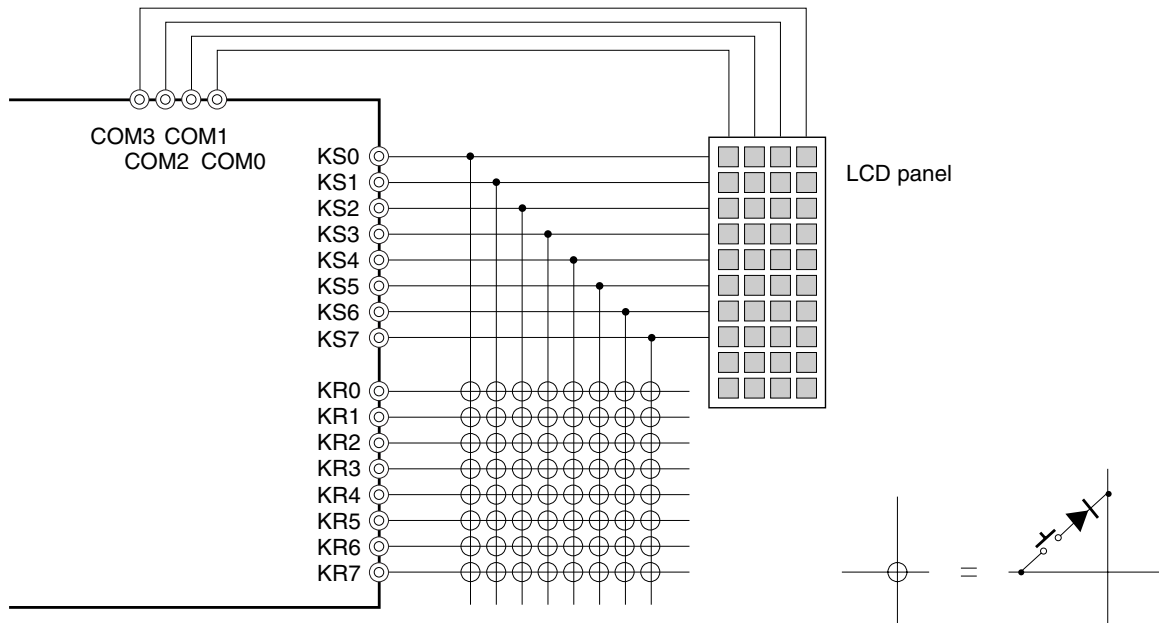 COM3 COM1
COM2 COM0
KS0
KS1
KS2
KS3
KS4
KS5
KS6
KS7
KR0
KR1
KR2
KR3
KR4
KR5
KR6
KR7
LCD panel
=